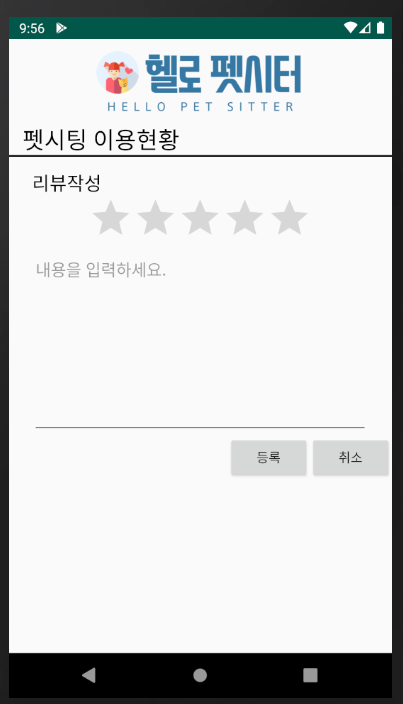 9:56
헬로 펫시터
HELLO PET SITTER
펫시팅 이용현황
리뷰작성
내용을 입력하세요.
등록 취소